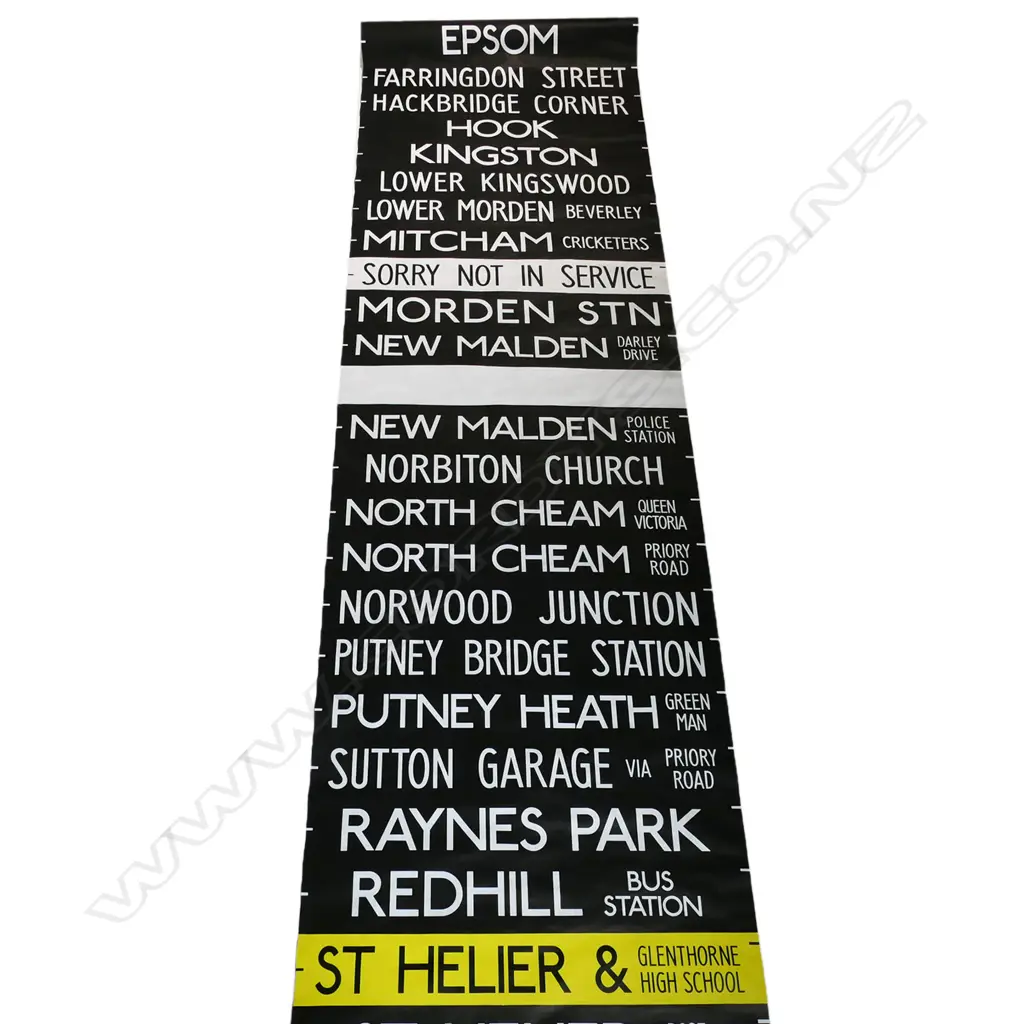 EPSOM
FARRINGDON STREET
HACKBRIDGE CORNER
HOOK
KINGSTON
LOWER KINGSWOOD
LOWER MORDEN BEVERLEY
MITCHAM CRICKETERS
SORRY NOT IN SERVICE
MORDEN STN
NEW MALDEN DARLEY
DRIVE
NEW MALDEN POLICE
STATION
NORBITON CHURCH
NORTH CHEAM QUEEN
VICTORIA
NORTH CHEAM PRIORY
ROAD
NORWOOD JUNCTION
PUTNEY BRIDGE STATION
PUTNEY HEATH GREEN
MAN
SUTTON GARAGE VIA PRIORY
ROAD
RAYNES PARK
REDHILL BUS
STATION
ST HELIER & GLENTHORNE
HIGH SCHOOL